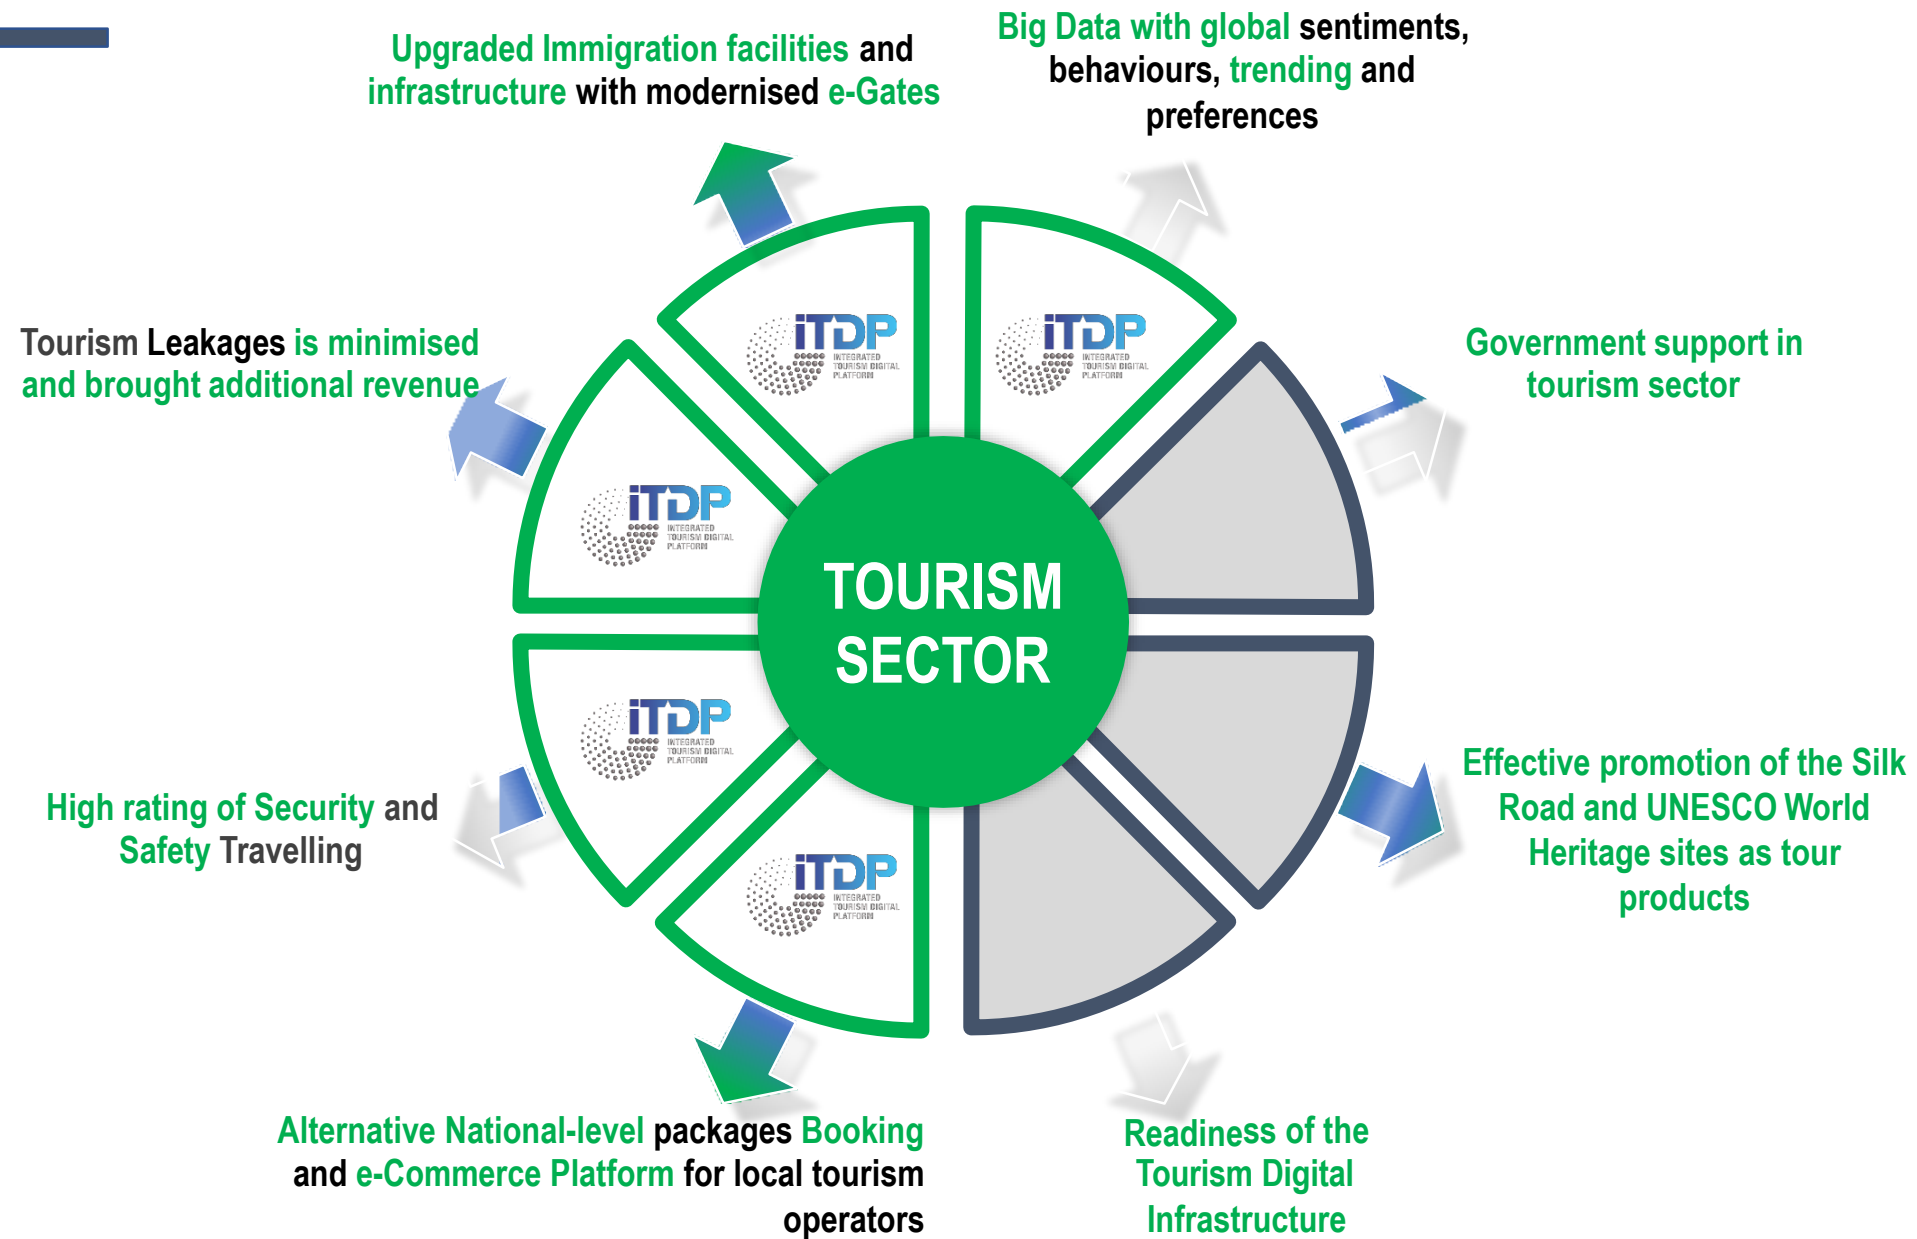 Upgraded Immigration facilities and
infrastructure with modernised e-Gates
Big Data with global sentiments,
behaviours, trending and
preferences
Tourism Leakages is minimised
and brought additional revenue
Government support in
tourism sector
iTDP
INTEGRATED
TOURISM DIGITAL
PLATFORM
iTDP
INTEGRATED
TOURISM DIGITAL
PLATFORM
iTDP
INTEGRATED
TOURISM DIGITAL
PLATFORM
TOURISM
SECTOR
iTDP
INTEGRATED
TOURISM DIGITAL
PLATFORM
iTDP
INTEGRATED
TOURISM DIGITAL
PLATFORM
High rating of Security and
Safety Travelling
Effective promotion of the Silk
Road and UNESCO World
Heritage sites as tour
products
Alternative National-level packages Booking
and e-Commerce Platform for local tourism
operators
Readiness of the
Tourism Digital
Infrastructure